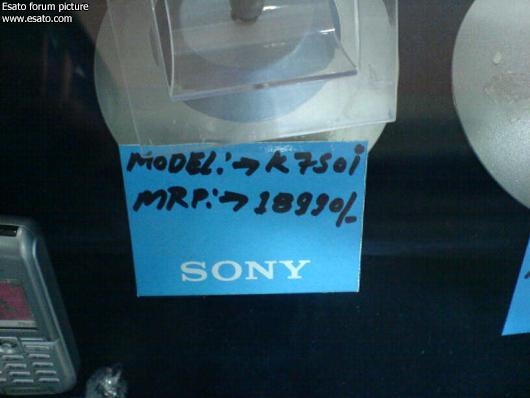 Esato forum picture
www.esato.com
MODEL:→ K750i
MRP:→ 18990/-
SONY